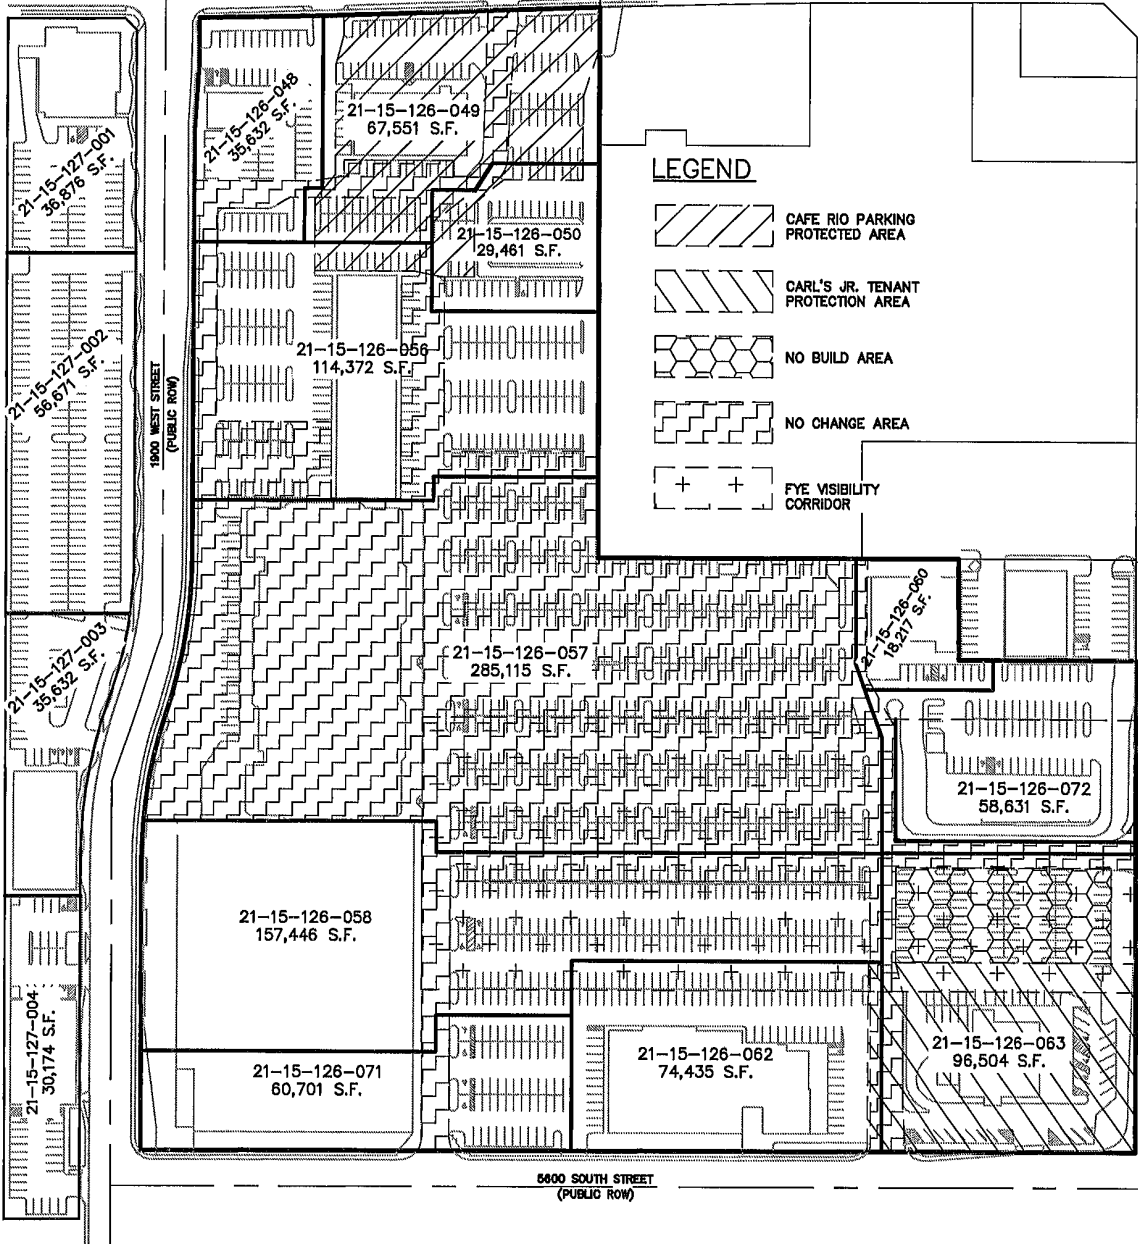 21-15-127-001
36,876 S.F.
21-15-126-048
35,632 S.F.
21-15-126-049
67,551 S.F.
21-15-126-050
29,461 S.F.
LEGEND
CAFE RIO PARKING
PROTECTED AREA
CARL'S JR. TENANT
PROTECTION AREA
NO BUILD AREA
NO CHANGE AREA
FYE VISIBILITY
CORRIDOR
21-15-127-002
56,671 S.F.
1900 WEST STREET
(PUBLIC ROW)
21-15-126-056
114,372 S.F.
21-15-127-003
35,632 S.F.
21-15-126-057
285,115 S.F.
21-15-126-060
18,217 S.F.
21-15-126-072
58,631 S.F.
21-15-126-058
157,446 S.F.
21-15-127-004
30,174 S.F.
21-15-126-071
60,701 S.F.
21-15-126-062
74,435 S.F.
21-15-126-063
96,504 S.F.
5600 SOUTH STREET
(PUBLIC ROW)